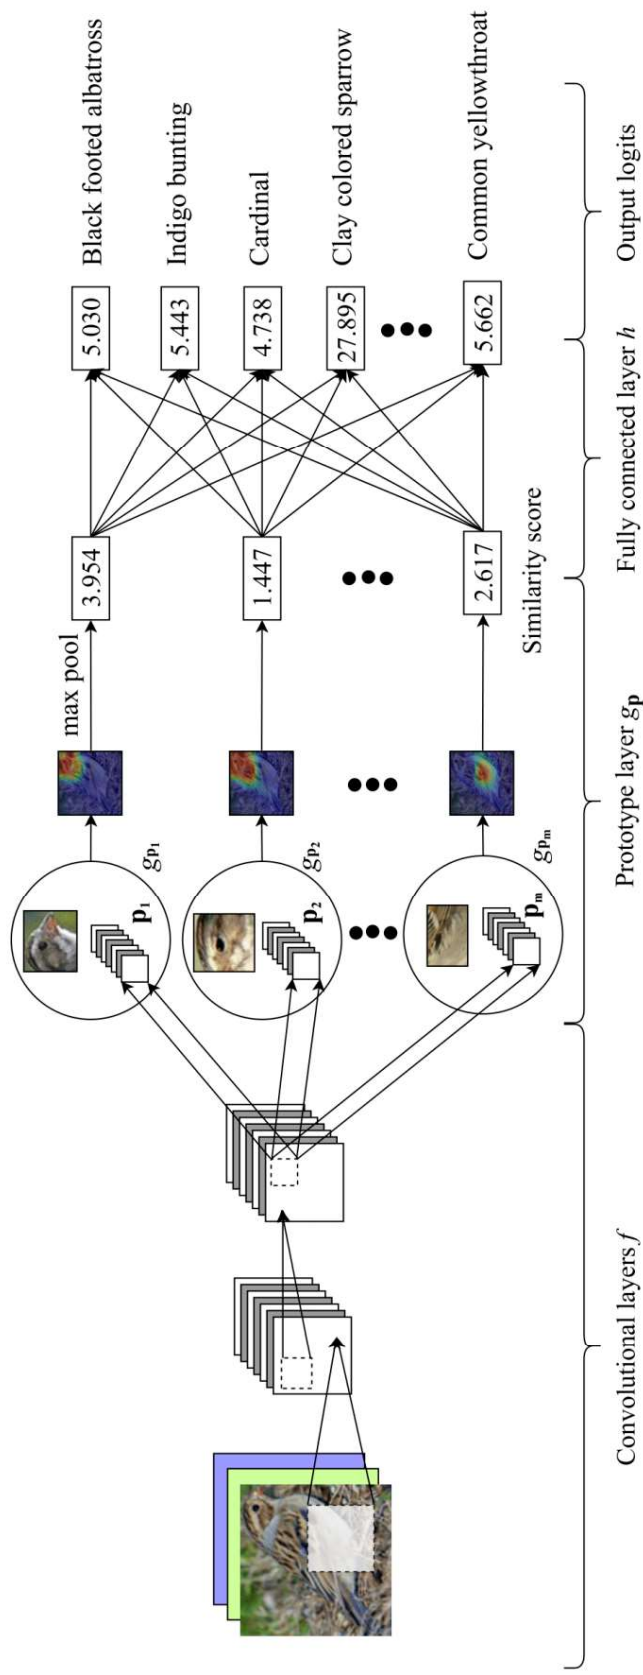 max pool
p1
gp1
3.954
5.030
Black footed albatross
5.443
Indigo bunting
p2
gp2
1.447
4.738
Cardinal
27.895
Clay colored sparrow
pm
gpm
2.617
5.662
Common yellowthroat
Similarity score
Convolutional layers f
Prototype layer gp
Fully connected layer h
Output logits